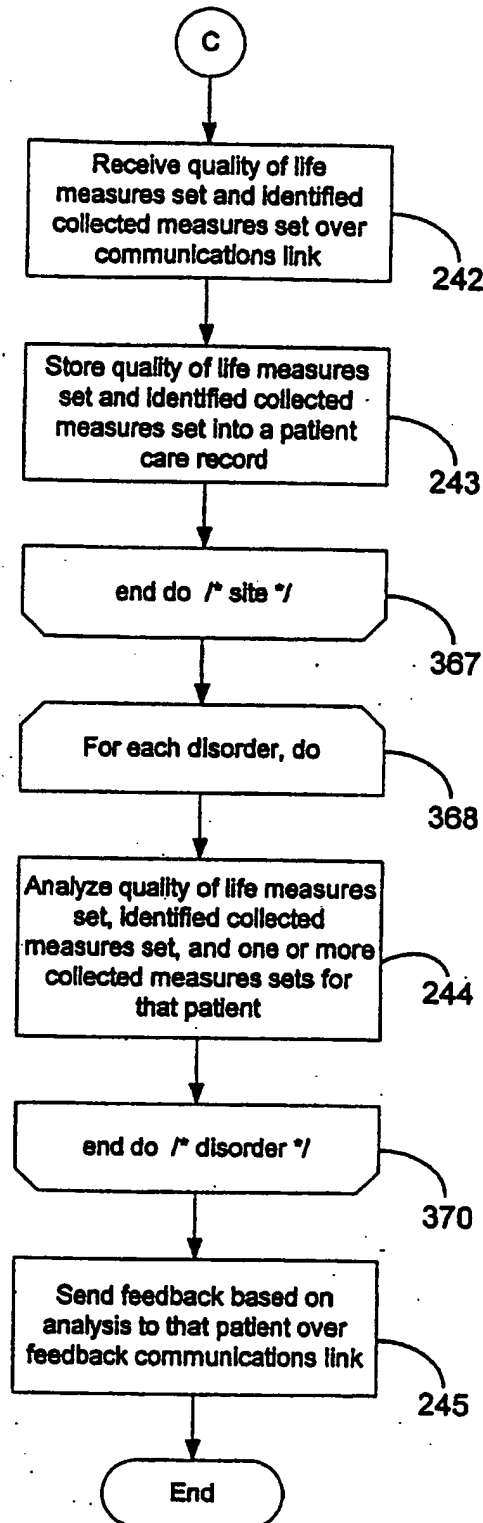 C
Receive quality of life
measures set and identified
collected measures set over
communications link
242
Store quality of life measures
set and identified collected
measures set into a patient
care record
243
end do /* site */
367
For each disorder, do
368
Analyze quality of life measures
set, identified collected
measures set, and one or more
collected measures sets for
that patient
244
end do /* disorder */
370
Send feedback based on
analysis to that patient over
feedback communications link
245
End